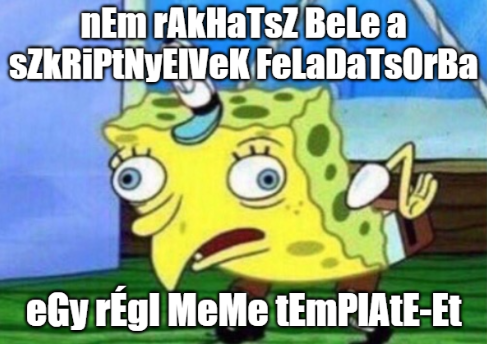 nEm rAkHaTsZ BeLe a
sZkRiPtNyElVeK FeLaDaTsOrBa
eGy rÉgI MeMe tEmPlAtE-Et